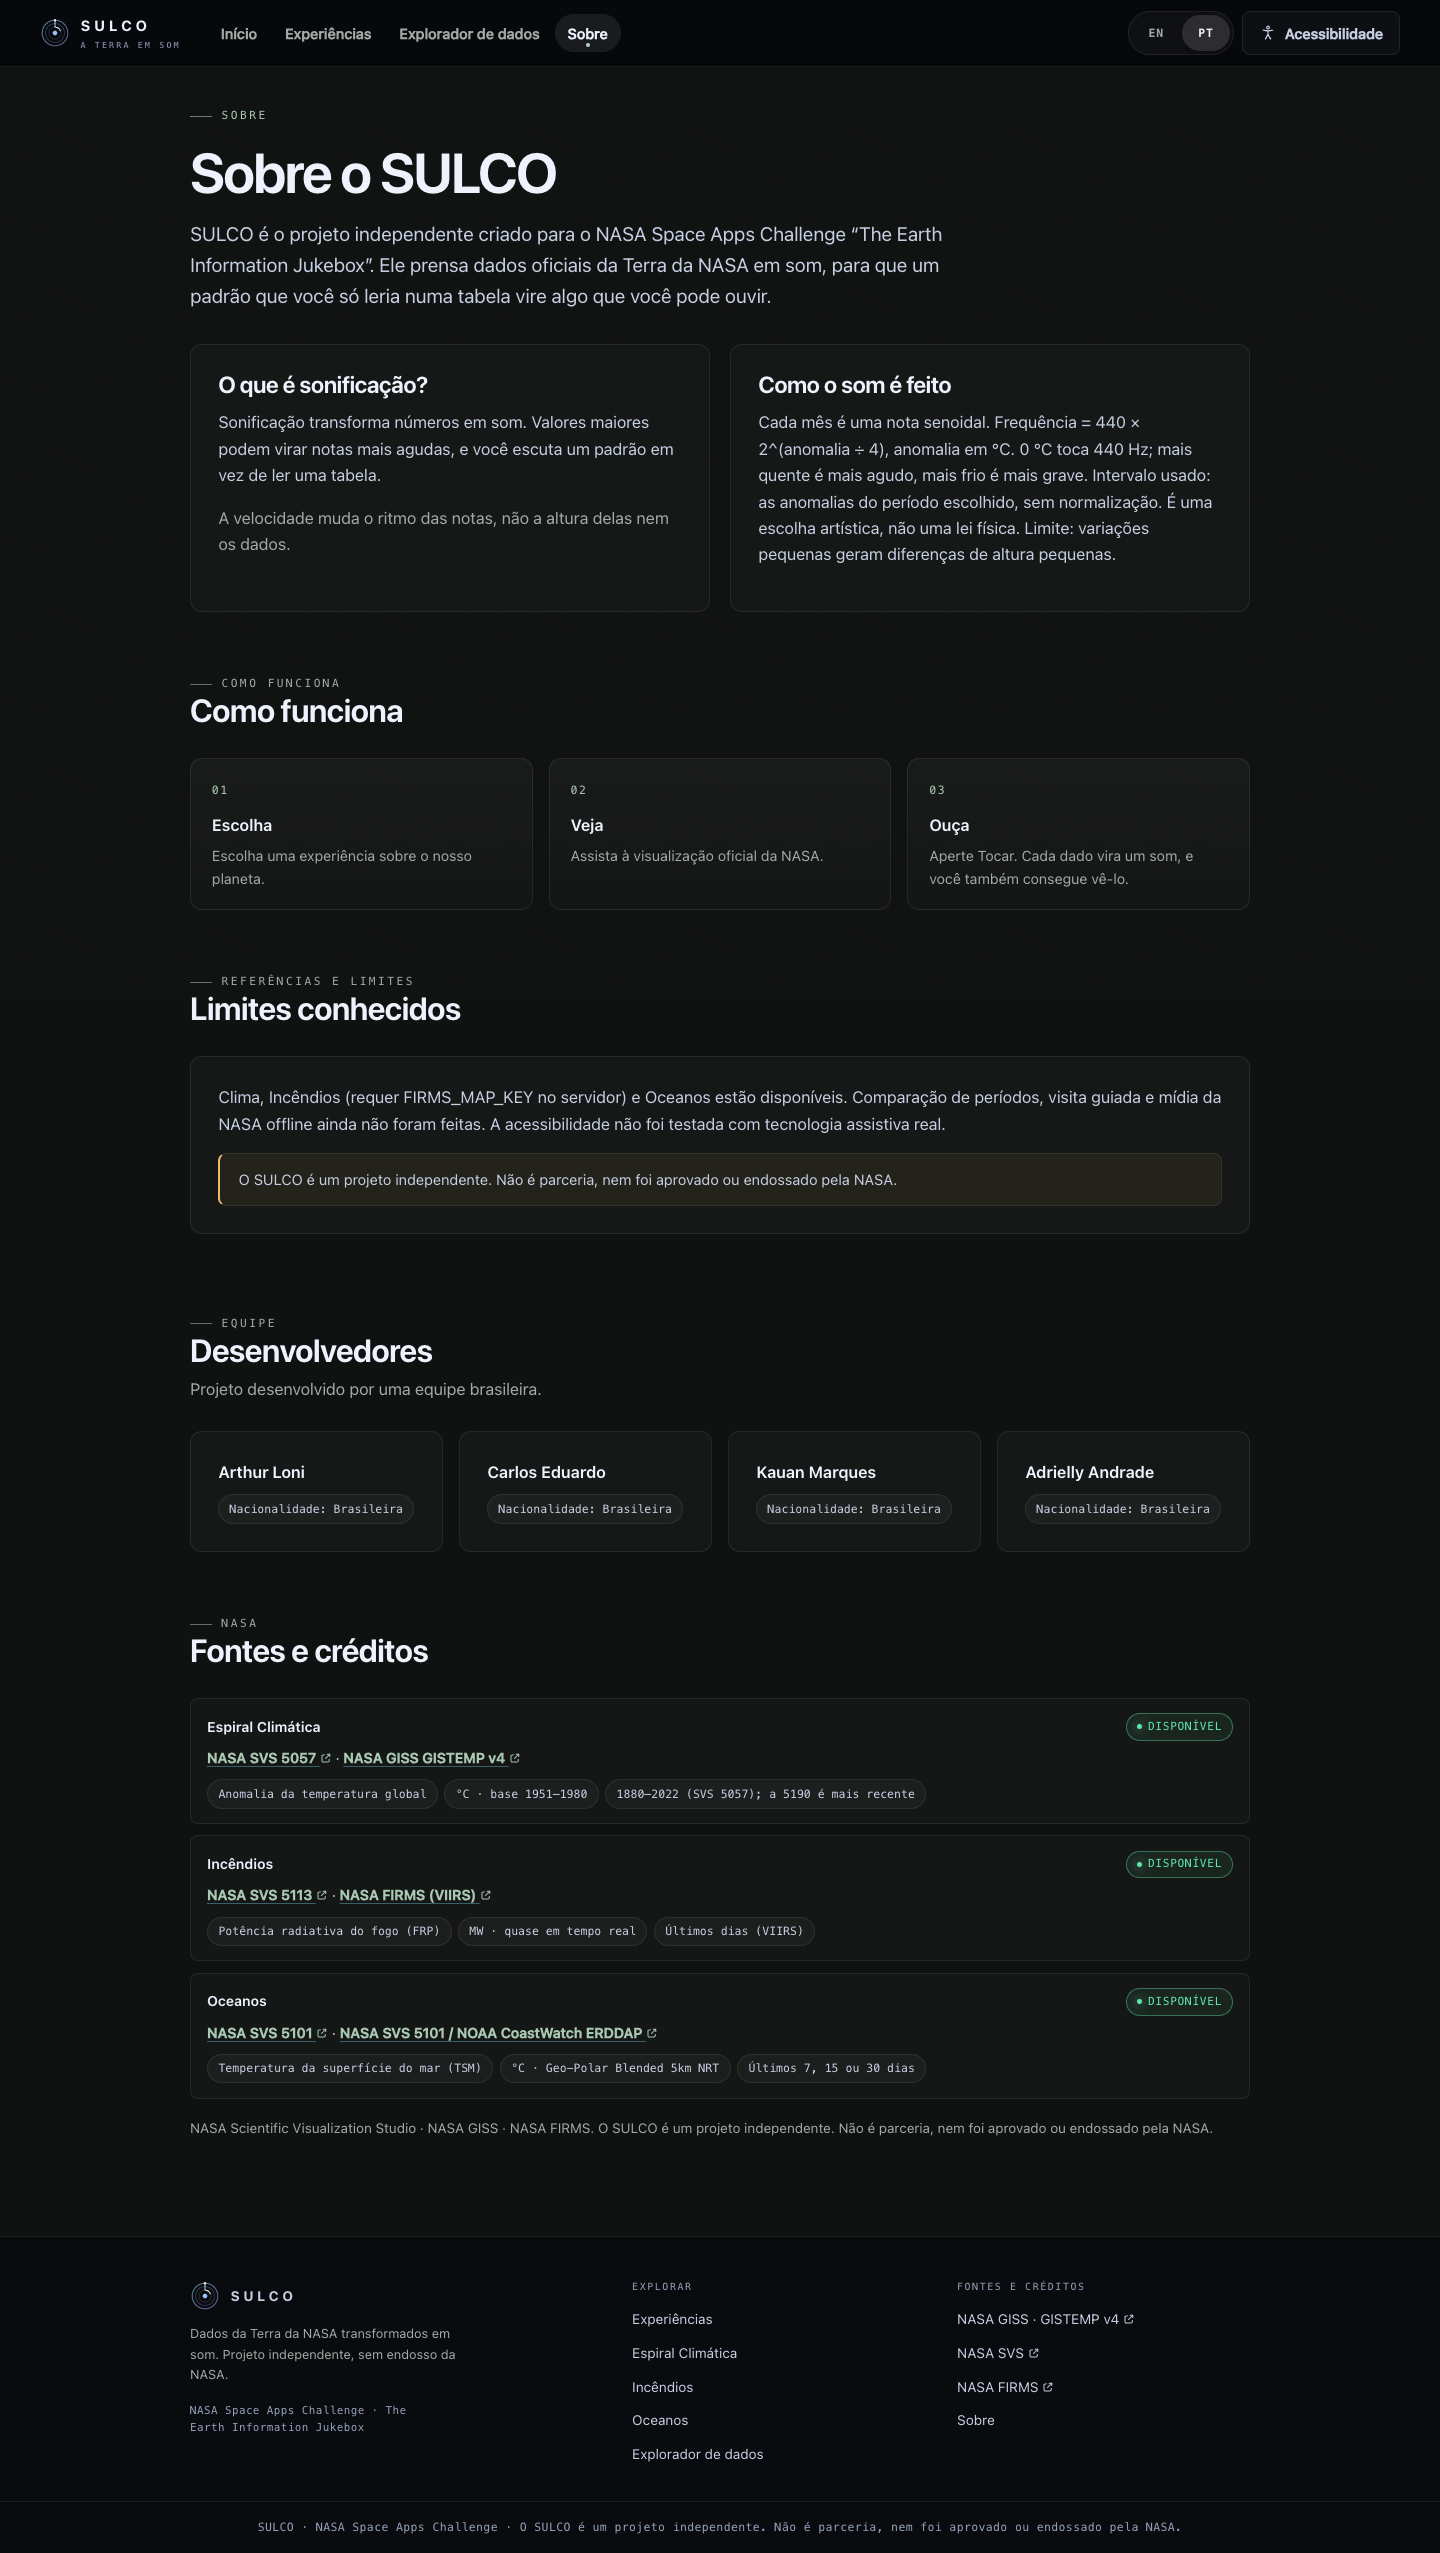 SULCO
A TERRA EM SOM
Início
Experiências
Explorador de dados
Sobre
EN
PT
Acessibilidade
SOBRE
Sobre o SULCO
SULCO é o projeto independente criado para o NASA Space Apps Challenge “The Earth
Information Jukebox”. Ele prensa dados oficiais da Terra da NASA em som, para que um
padrão que você só leria numa tabela vire algo que você pode ouvir.
O que é sonificação?
Sonificação transforma números em som. Valores maiores
podem virar notas mais agudas, e você escuta um padrão em
vez de ler uma tabela.
A velocidade muda o ritmo das notas, não a altura delas nem
os dados.
Como o som é feito
Cada mês é uma nota senoidal. Frequência = 440 ×
2^(anomalia ÷ 4), anomalia em °C. 0 °C toca 440 Hz; mais
quente é mais agudo, mais frio é mais grave. Intervalo usado:
as anomalias do período escolhido, sem normalização. É uma
escolha artística, não uma lei física. Limite: variações
pequenas geram diferenças de altura pequenas.
COMO FUNCIONA
Como funciona
01
Escolha
Escolha uma experiência sobre o nosso
planeta.
02
Veja
Assista à visualização oficial da NASA.
03
Ouça
Aperte Tocar. Cada dado vira um som, e
você também consegue vê-lo.
REFERÊNCIAS E LIMITES
Limites conhecidos
Clima, Incêndios (requer FIRMS_MAP_KEY no servidor) e Oceanos estão disponíveis. Comparação de períodos, visita guiada e mídia da
NASA offline ainda não foram feitas. A acessibilidade não foi testada com tecnologia assistiva real.
O SULCO é um projeto independente. Não é parceria, nem foi aprovado ou endossado pela NASA.
EQUIPE
Desenvolvedores
Projeto desenvolvido por uma equipe brasileira.
Arthur Loni
Nacionalidade: Brasileira
Carlos Eduardo
Nacionalidade: Brasileira
Kauan Marques
Nacionalidade: Brasileira
Adrielly Andrade
Nacionalidade: Brasileira
NASA
Fontes e créditos
Espiral Climática
DISPONÍVEL
NASA SVS 5057 · NASA GISS GISTEMP v4
Anomalia da temperatura global
°C · base 1951–1980
1880–2022 (SVS 5057); a 5190 é mais recente
Incêndios
DISPONÍVEL
NASA SVS 5113 · NASA FIRMS (VIIRS)
Potência radiativa do fogo (FRP)
MW · quase em tempo real
Últimos dias (VIIRS)
Oceanos
DISPONÍVEL
NASA SVS 5101 · NASA SVS 5101 / NOAA CoastWatch ERDDAP
Temperatura da superfície do mar (TSM)
°C · Geo-Polar Blended 5km NRT
Últimos 7, 15 ou 30 dias
NASA Scientific Visualization Studio · NASA GISS · NASA FIRMS. O SULCO é um projeto independente. Não é parceria, nem foi aprovado ou endossado pela NASA.
SULCO
Dados da Terra da NASA transformados em
som. Projeto independente, sem endosso da
NASA.
NASA Space Apps Challenge · The
Earth Information Jukebox
EXPLORAR
Experiências
Espiral Climática
Incêndios
Oceanos
Explorador de dados
FONTES E CRÉDITOS
NASA GISS · GISTEMP v4
NASA SVS
NASA FIRMS
Sobre
SULCO · NASA Space Apps Challenge · O SULCO é um projeto independente. Não é parceria, nem foi aprovado ou endossado pela NASA.